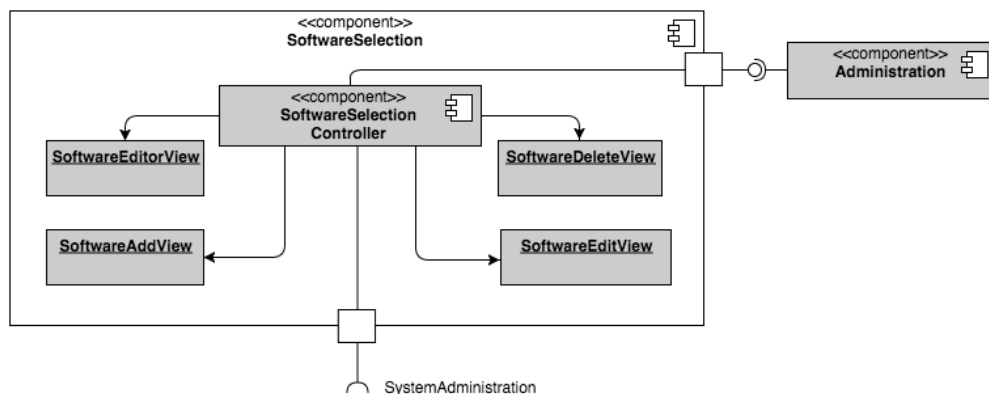 <<component>>
SoftwareSelection
<<component>>
Administration
<<component>>
SoftwareSelection
Controller
SoftwareEditorView
SoftwareDeleteView
SoftwareAddView
SoftwareEditView
SystemAdministration